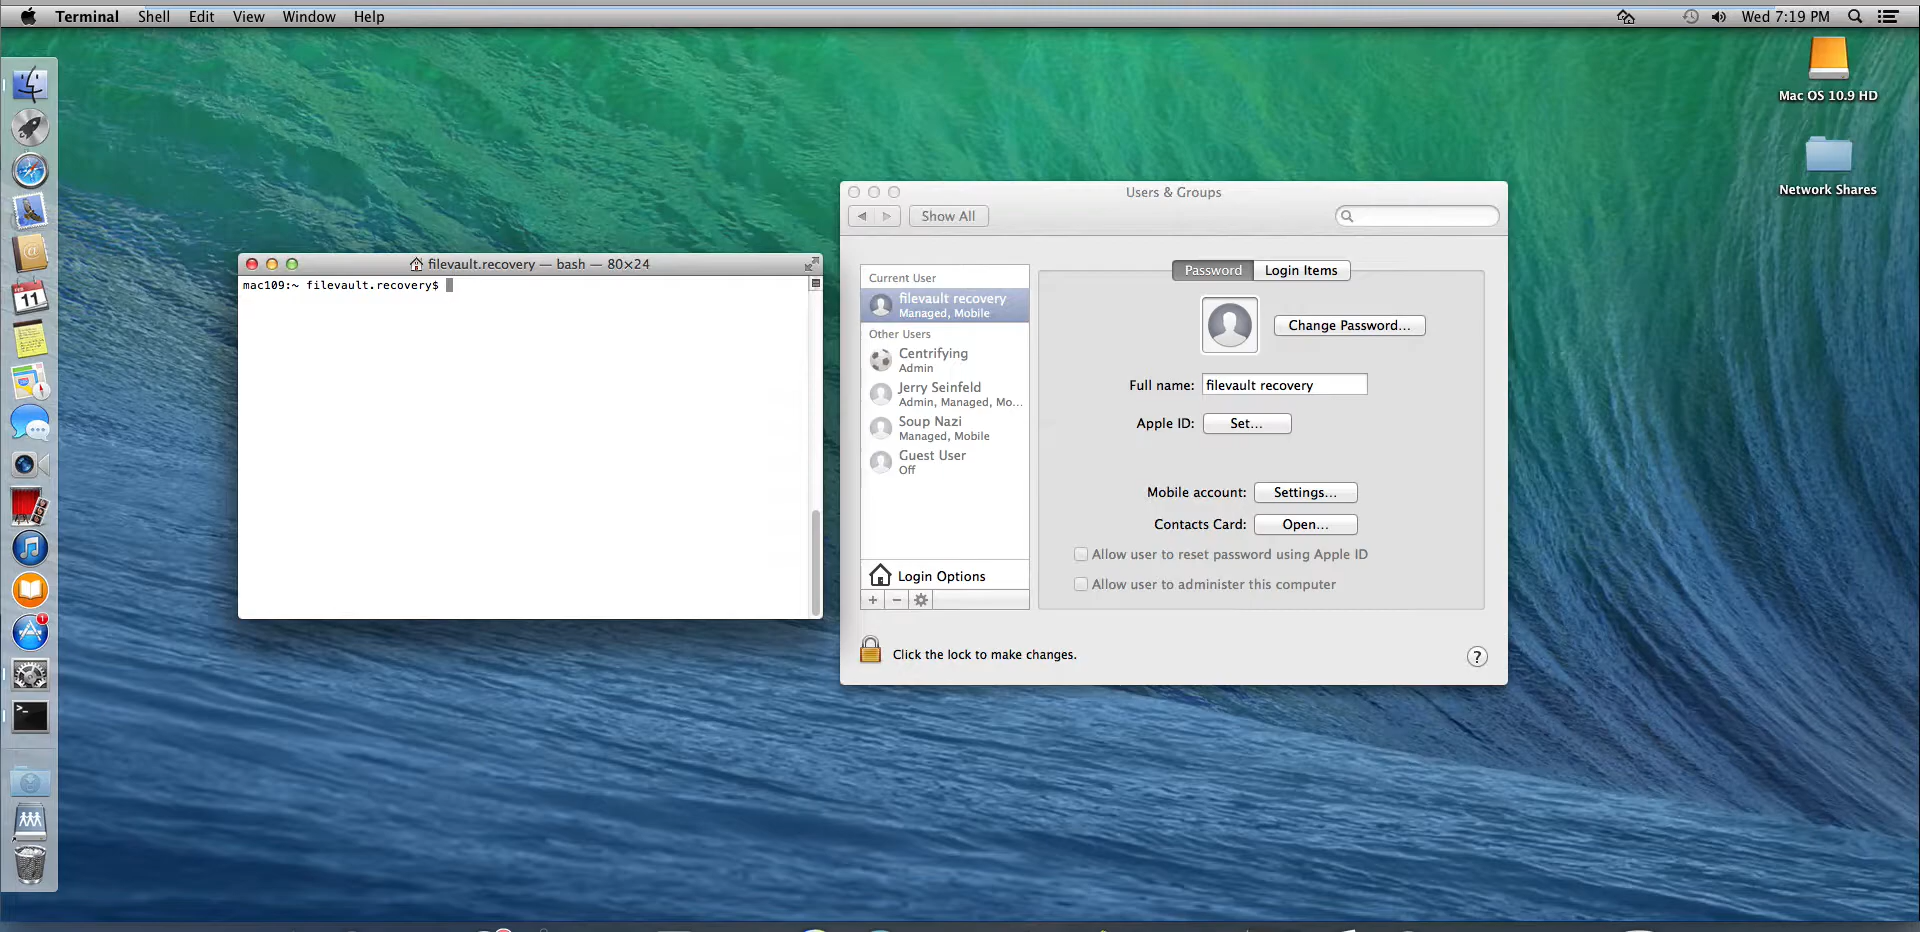 Terminal Shell Edit View Window Help
Wed 7:19 PM
Mac OS 10.9 HD
Network Shares
FEB
11
1
filevault.recovery — bash — 80×24
mac109:~ filevault.recovery$
Users & Groups
Show All
Current User
filevault recovery
Managed, Mobile
Other Users
Centrifying
Admin
Jerry Seinfeld
Admin, Managed, Mo...
Soup Nazi
Managed, Mobile
Guest User
Off
Login Options
+ −
Password Login Items
Change Password...
Full name: filevault recovery
Apple ID: Set...
Mobile account: Settings...
Contacts Card: Open...
Allow user to reset password using Apple ID
Allow user to administer this computer
Click the lock to make changes.
?